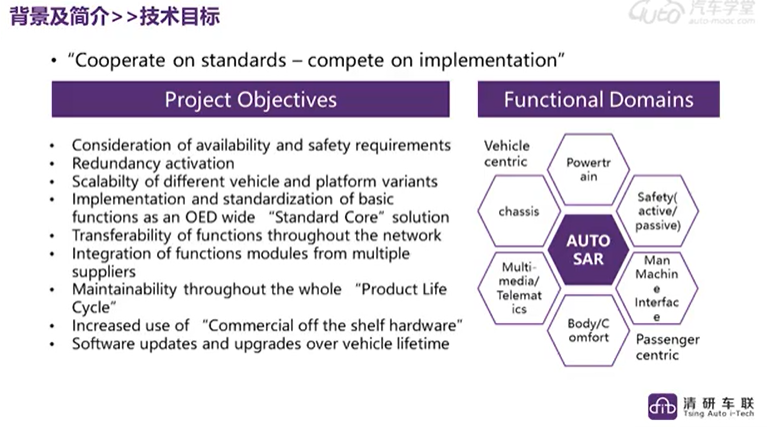 背景及简介>>技术目标
汽车学堂
auto-mooc.com
• “Cooperate on standards – compete on implementation”
Project Objectives
• Consideration of availability and safety requirements
• Redundancy activation
• Scalabilty of different vehicle and platform variants
• Implementation and standardization of basic
functions as an OED wide “Standard Core” solution
• Transferability of functions throughout the network
• Integration of functions modules from multiple
suppliers
• Maintainability throughout the whole “Product Life
Cycle”
• Increased use of “Commercial off the shelf hardware”
• Software updates and upgrades over vehicle lifetime
Functional Domains
Vehicle
centric
Powertr
ain
chassis
Safety(
active/
passive)
AUTO
SAR
Multi-
media/
Telemat
ics
Man
Machin
e
Interfac
e
Body/C
omfort
Passenger
centric
清研车联
Tsing Auto i-Tech